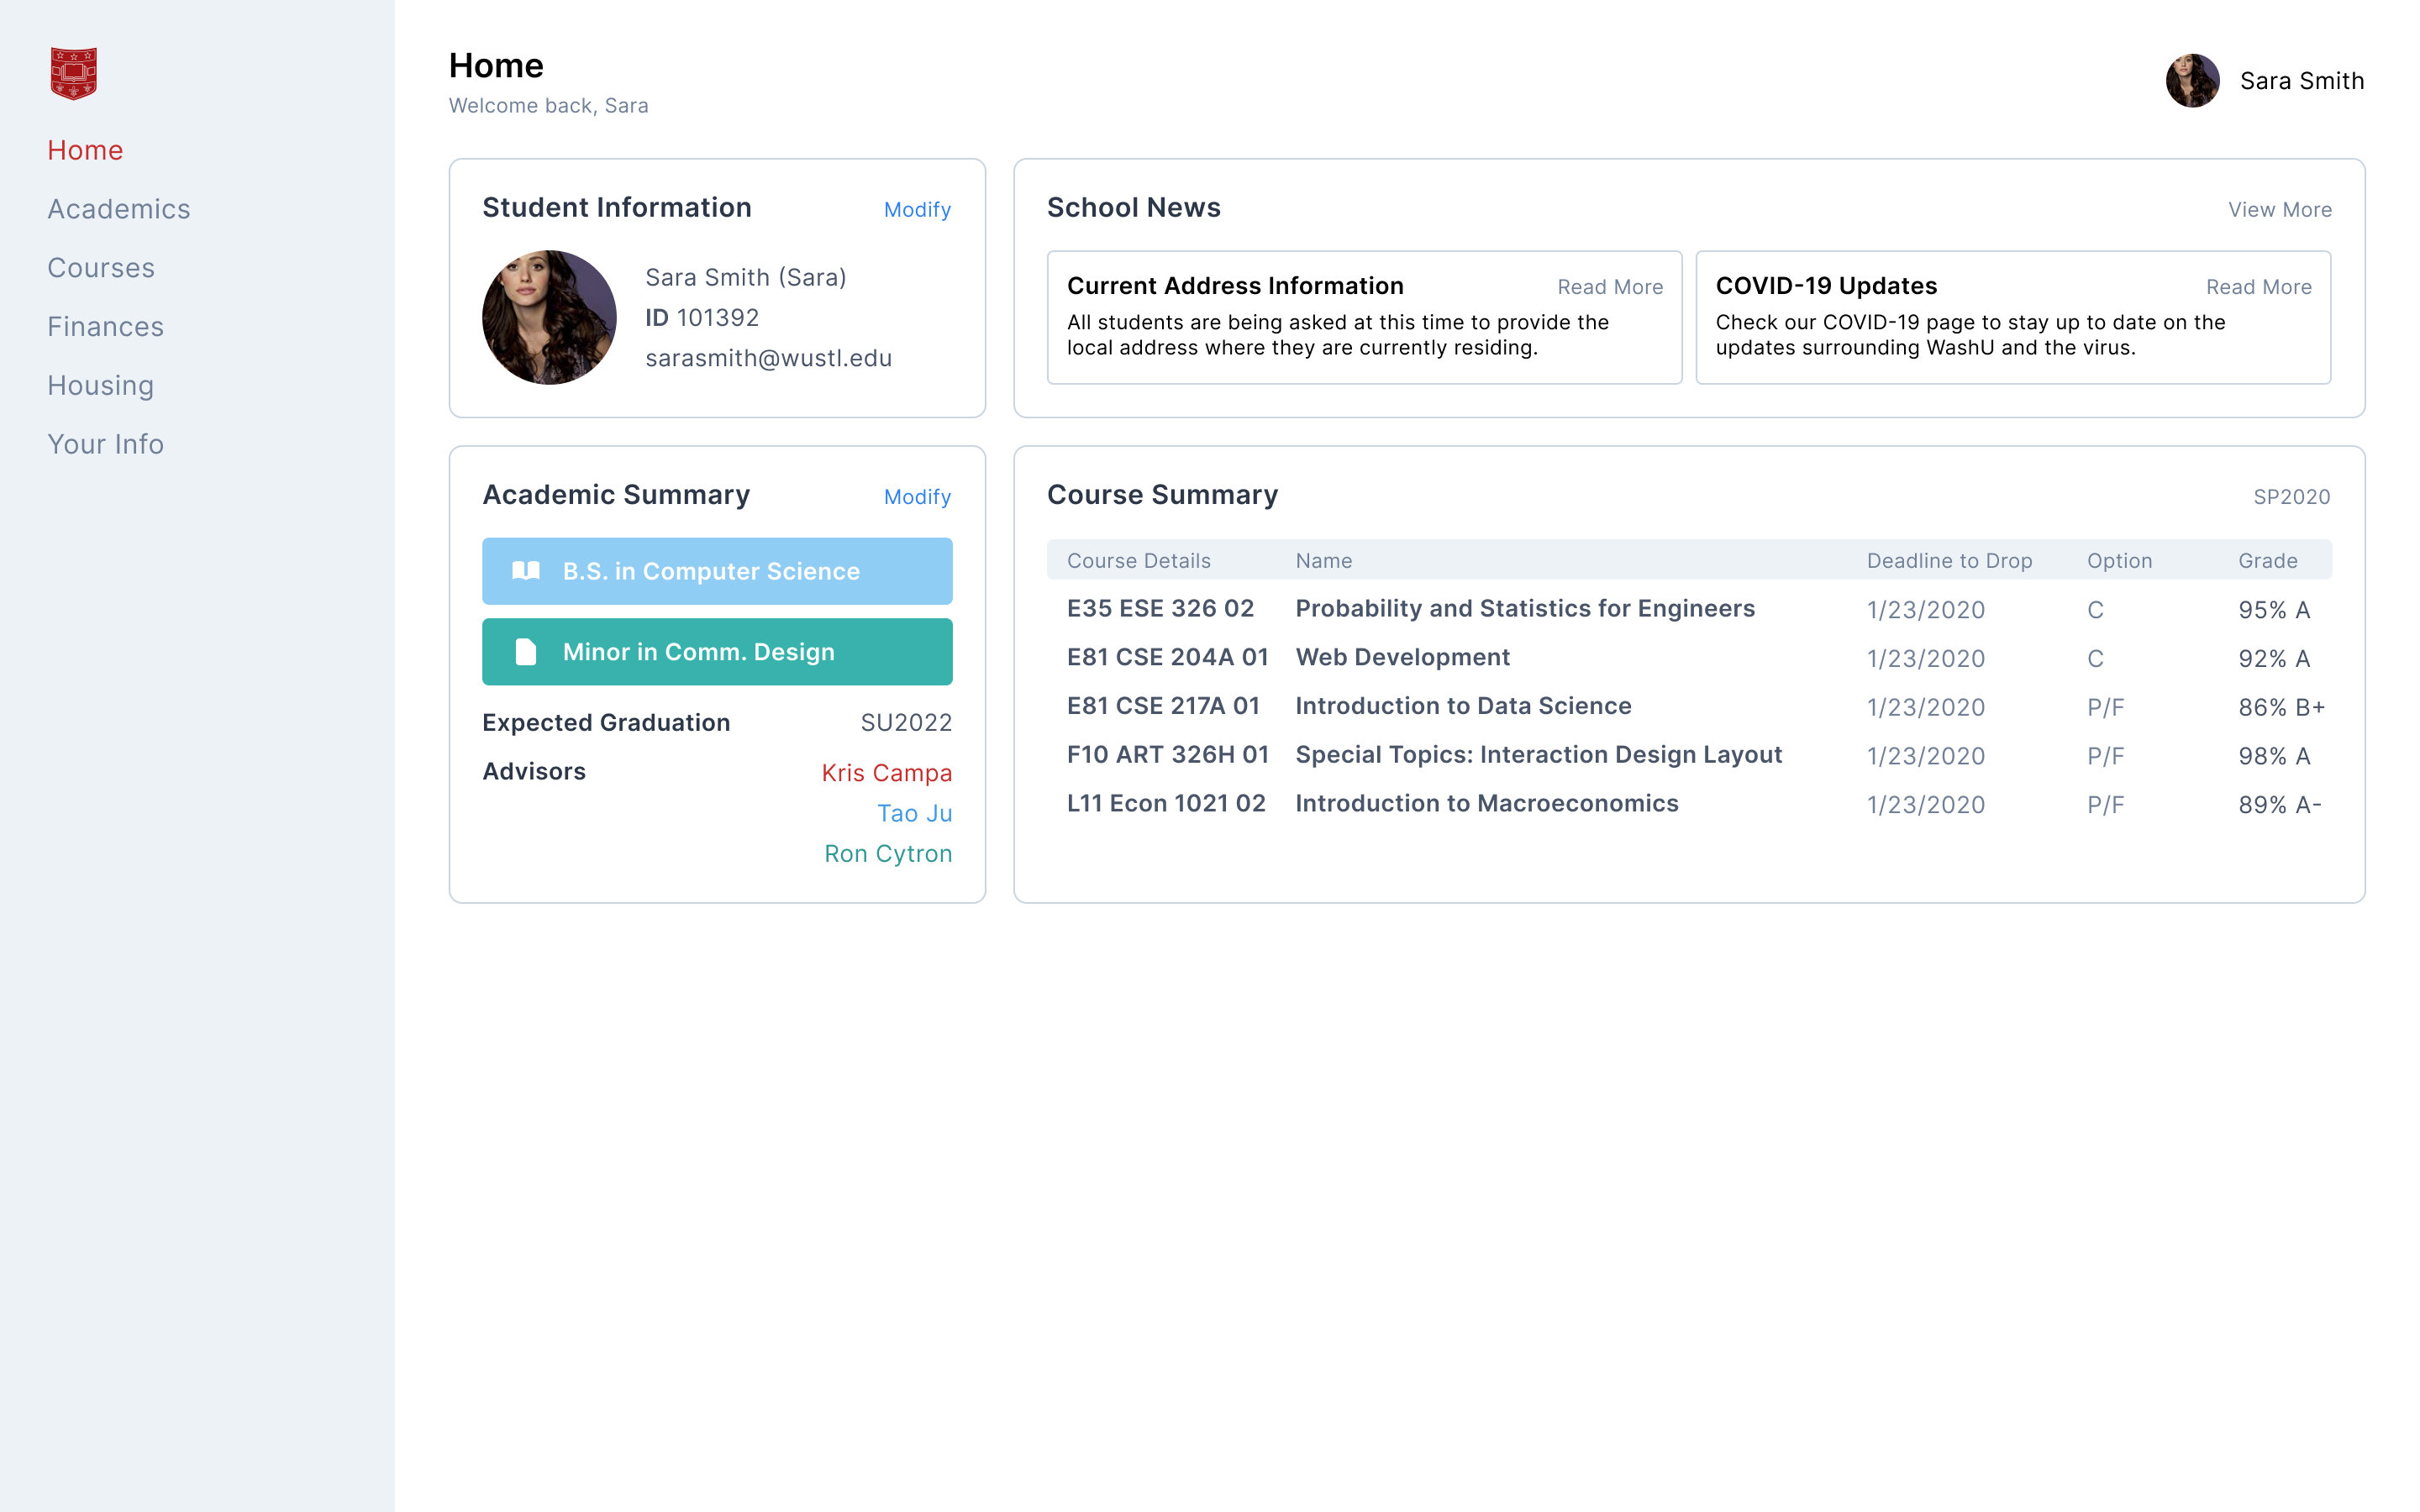 Home
Academics
Courses
Finances
Housing
Your Info
Home
Welcome back, Sara
Sara Smith
Student Information
Modify
Sara Smith (Sara)
ID 101392
sarasmith@wustl.edu
School News
View More
Current Address Information
Read More
All students are being asked at this time to provide the
local address where they are currently residing.
COVID-19 Updates
Read More
Check our COVID-19 page to stay up to date on the
updates surrounding WashU and the virus.
Academic Summary
Modify
B.S. in Computer Science
Minor in Comm. Design
Expected Graduation SU2022
Advisors Kris Campa
Tao Ju
Ron Cytron
Course Summary
SP2020
Course Details Name Deadline to Drop Option Grade
E35 ESE 326 02 Probability and Statistics for Engineers 1/23/2020 C 95% A
E81 CSE 204A 01 Web Development 1/23/2020 C 92% A
E81 CSE 217A 01 Introduction to Data Science 1/23/2020 P/F 86% B+
F10 ART 326H 01 Special Topics: Interaction Design Layout 1/23/2020 P/F 98% A
L11 Econ 1021 02 Introduction to Macroeconomics 1/23/2020 P/F 89% A-